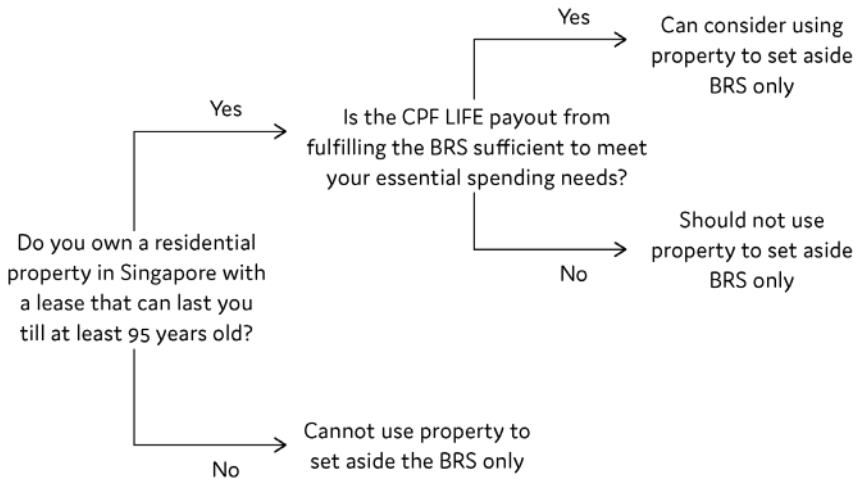 Do you own a residential
property in Singapore with
a lease that can last you
till at least 95 years old?
Yes
Is the CPF LIFE payout from
fulfilling the BRS sufficient to meet
your essential spending needs?
Yes
Can consider using
property to set aside
BRS only
No
Should not use
property to set aside
BRS only
No
Cannot use property to
set aside the BRS only